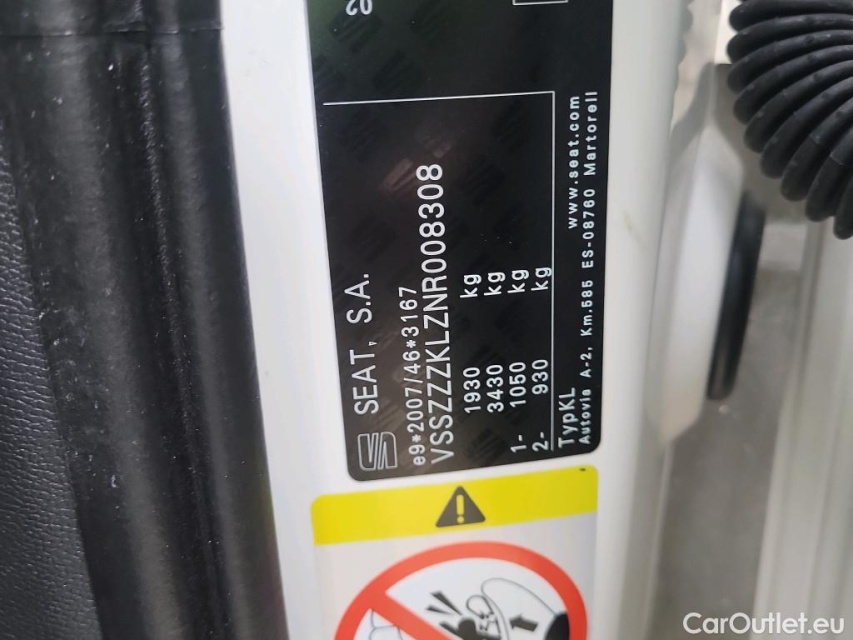 02
SEAT, S.A.
e9*2007/46*3167
VSSZZZKLZNR008308
1930 kg
3430 kg
1- 1050 kg
2- 930 kg
TypKL
www.seat.com
Autovia A-2, Km.585 ES-08760 Martorell
CarOutlet.eu